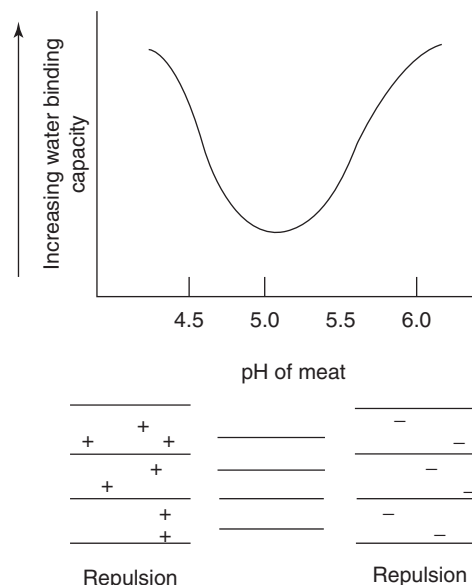 Increasing water binding
capacity
4.5 5.0 5.5 6.0
pH of meat
+ + +
+ +
+ +
− −
− −
− −
Repulsion Repulsion